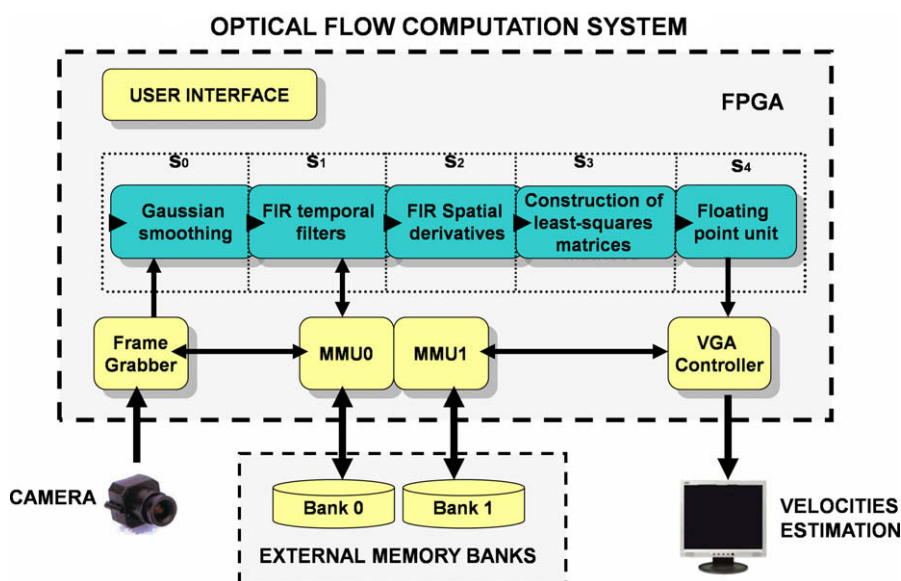 OPTICAL FLOW COMPUTATION SYSTEM
USER INTERFACE
FPGA
S0
S1
S2
S3
S4
Gaussian
smoothing
FIR temporal
filters
FIR Spatial
derivatives
Construction of
least-squares
matrices
Floating
point unit
Frame
Grabber
MMU0
MMU1
VGA
Controller
CAMERA
Bank 0
Bank 1
EXTERNAL MEMORY BANKS
VELOCITIES
ESTIMATION